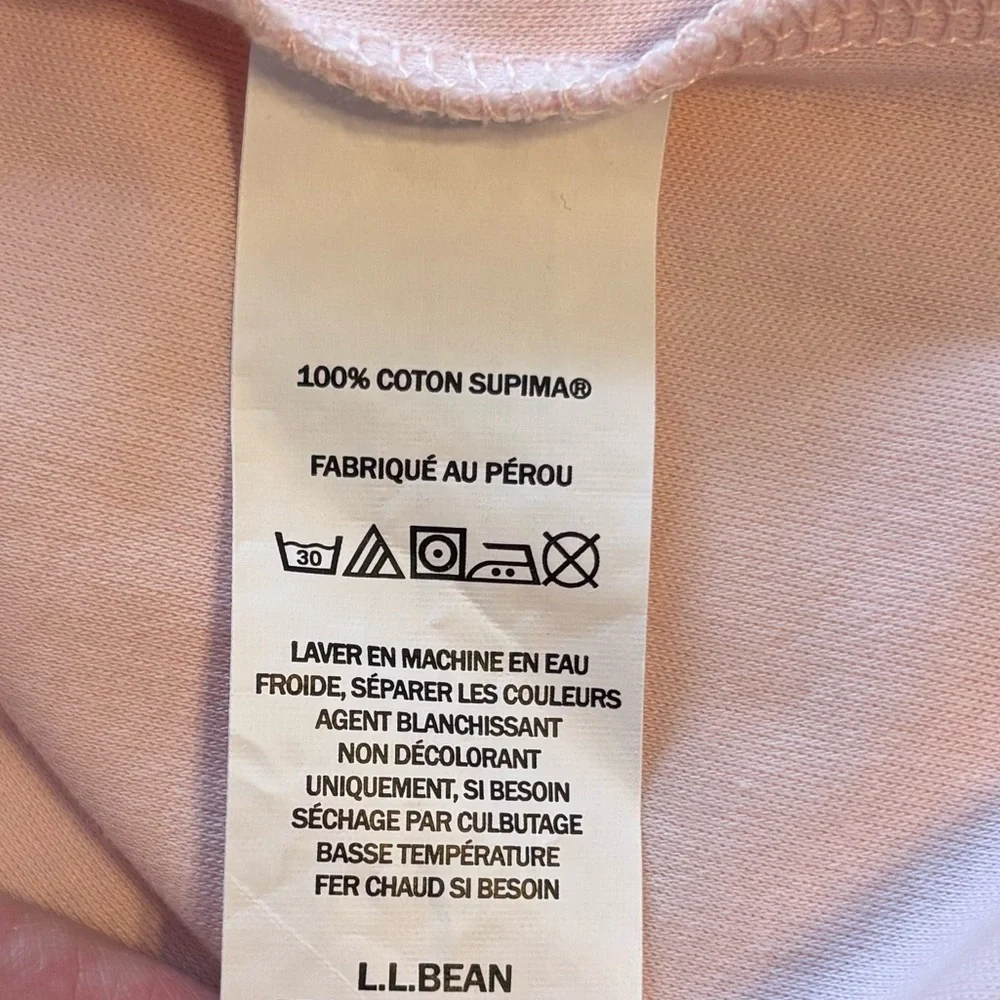 100% COTON SUPIMA®
FABRIQUÉ AU PÉROU
30
LAVER EN MACHINE EN EAU
FROIDE, SÉPARER LES COULEURS
AGENT BLANCHISSANT
NON DÉCOLORANT
UNIQUEMENT, SI BESOIN
SÉCHAGE PAR CULBUTAGE
BASSE TEMPÉRATURE
FER CHAUD SI BESOIN
L.L.BEAN